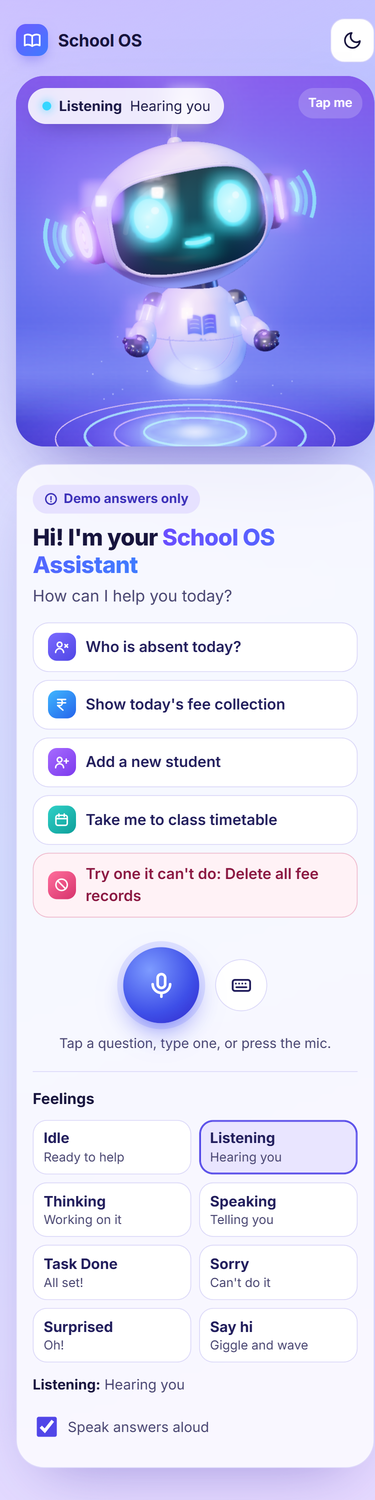 School OS
Listening Hearing you
Tap me
Demo answers only
Hi! I'm your School OS
Assistant
How can I help you today?
Who is absent today?
Show today's fee collection
Add a new student
Take me to class timetable
Try one it can't do: Delete all fee
records
Tap a question, type one, or press the mic.
Feelings
Idle
Ready to help
Listening
Hearing you
Thinking
Working on it
Speaking
Telling you
Task Done
All set!
Sorry
Can't do it
Surprised
Oh!
Say hi
Giggle and wave
Listening: Hearing you
Speak answers aloud